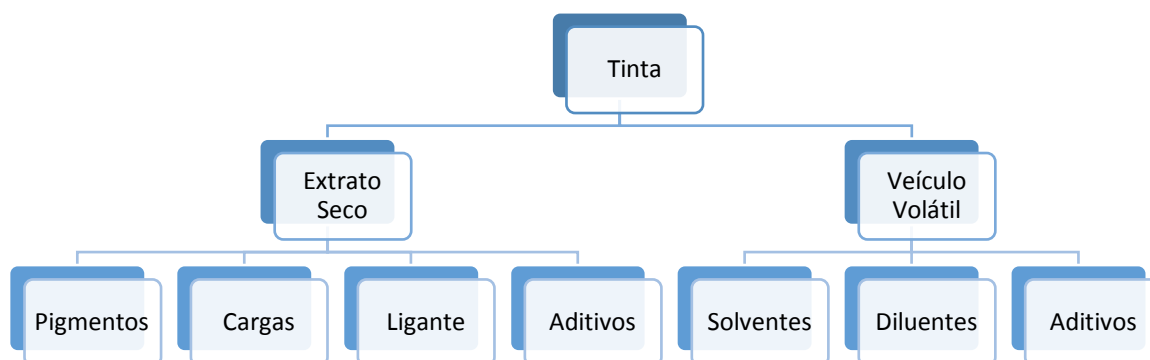 Tinta
Extrato
Seco
Veículo
Volátil
Pigmentos
Cargas
Ligante
Aditivos
Solventes
Diluentes
Aditivos